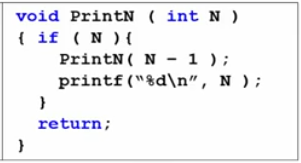 void PrintN ( int N )
{ if ( N ){
PrintN( N - 1 );
printf(“%d\n”, N );
}
return;
}